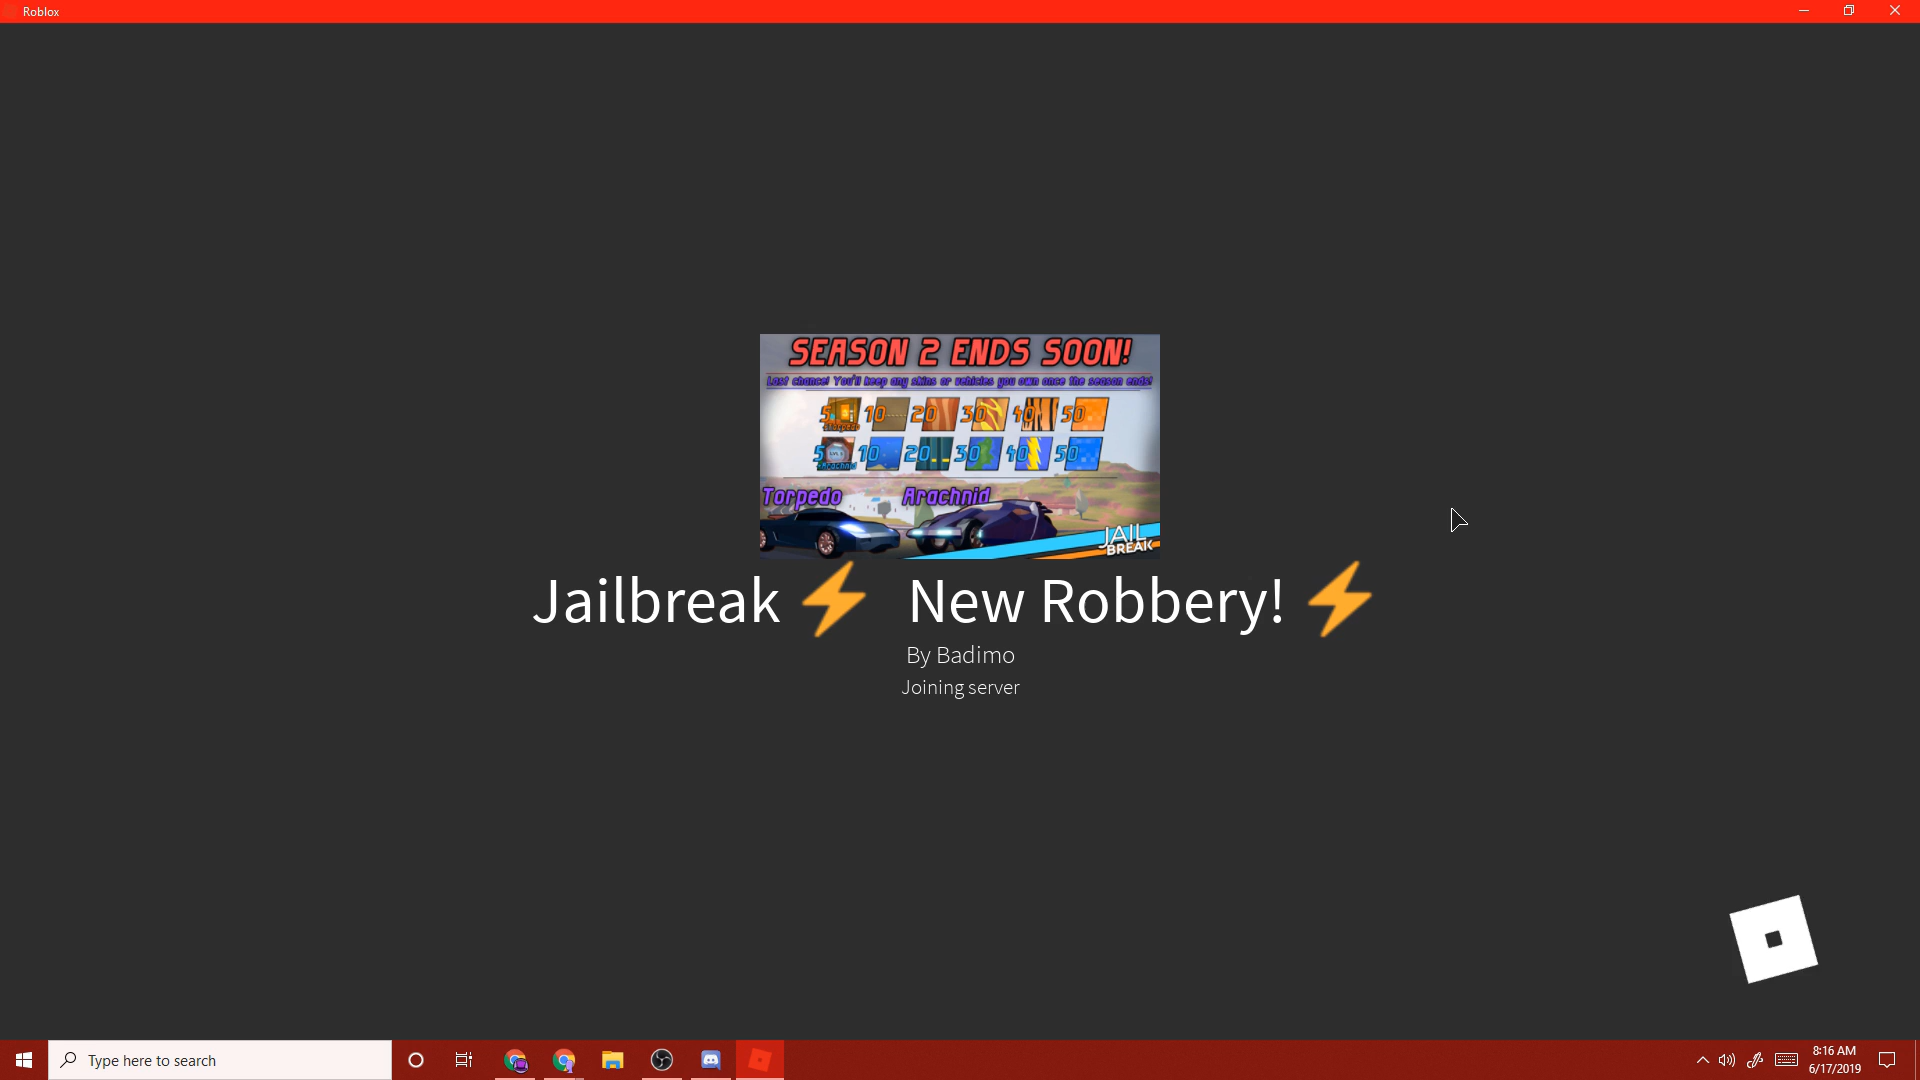 Roblox
SEASON 2 ENDS SOON!
Last chance! You'll keep any skins or vehicles you own once the season ends!
5 10 20 30 40 50
Torpedo
5 10 20 30 40 50
Arachnid
Torpedo Arachnid
JAIL
BREAK
Jailbreak⚡ New Robbery!⚡
By Badimo
Joining server
Type here to search
8:16 AM
6/17/2019